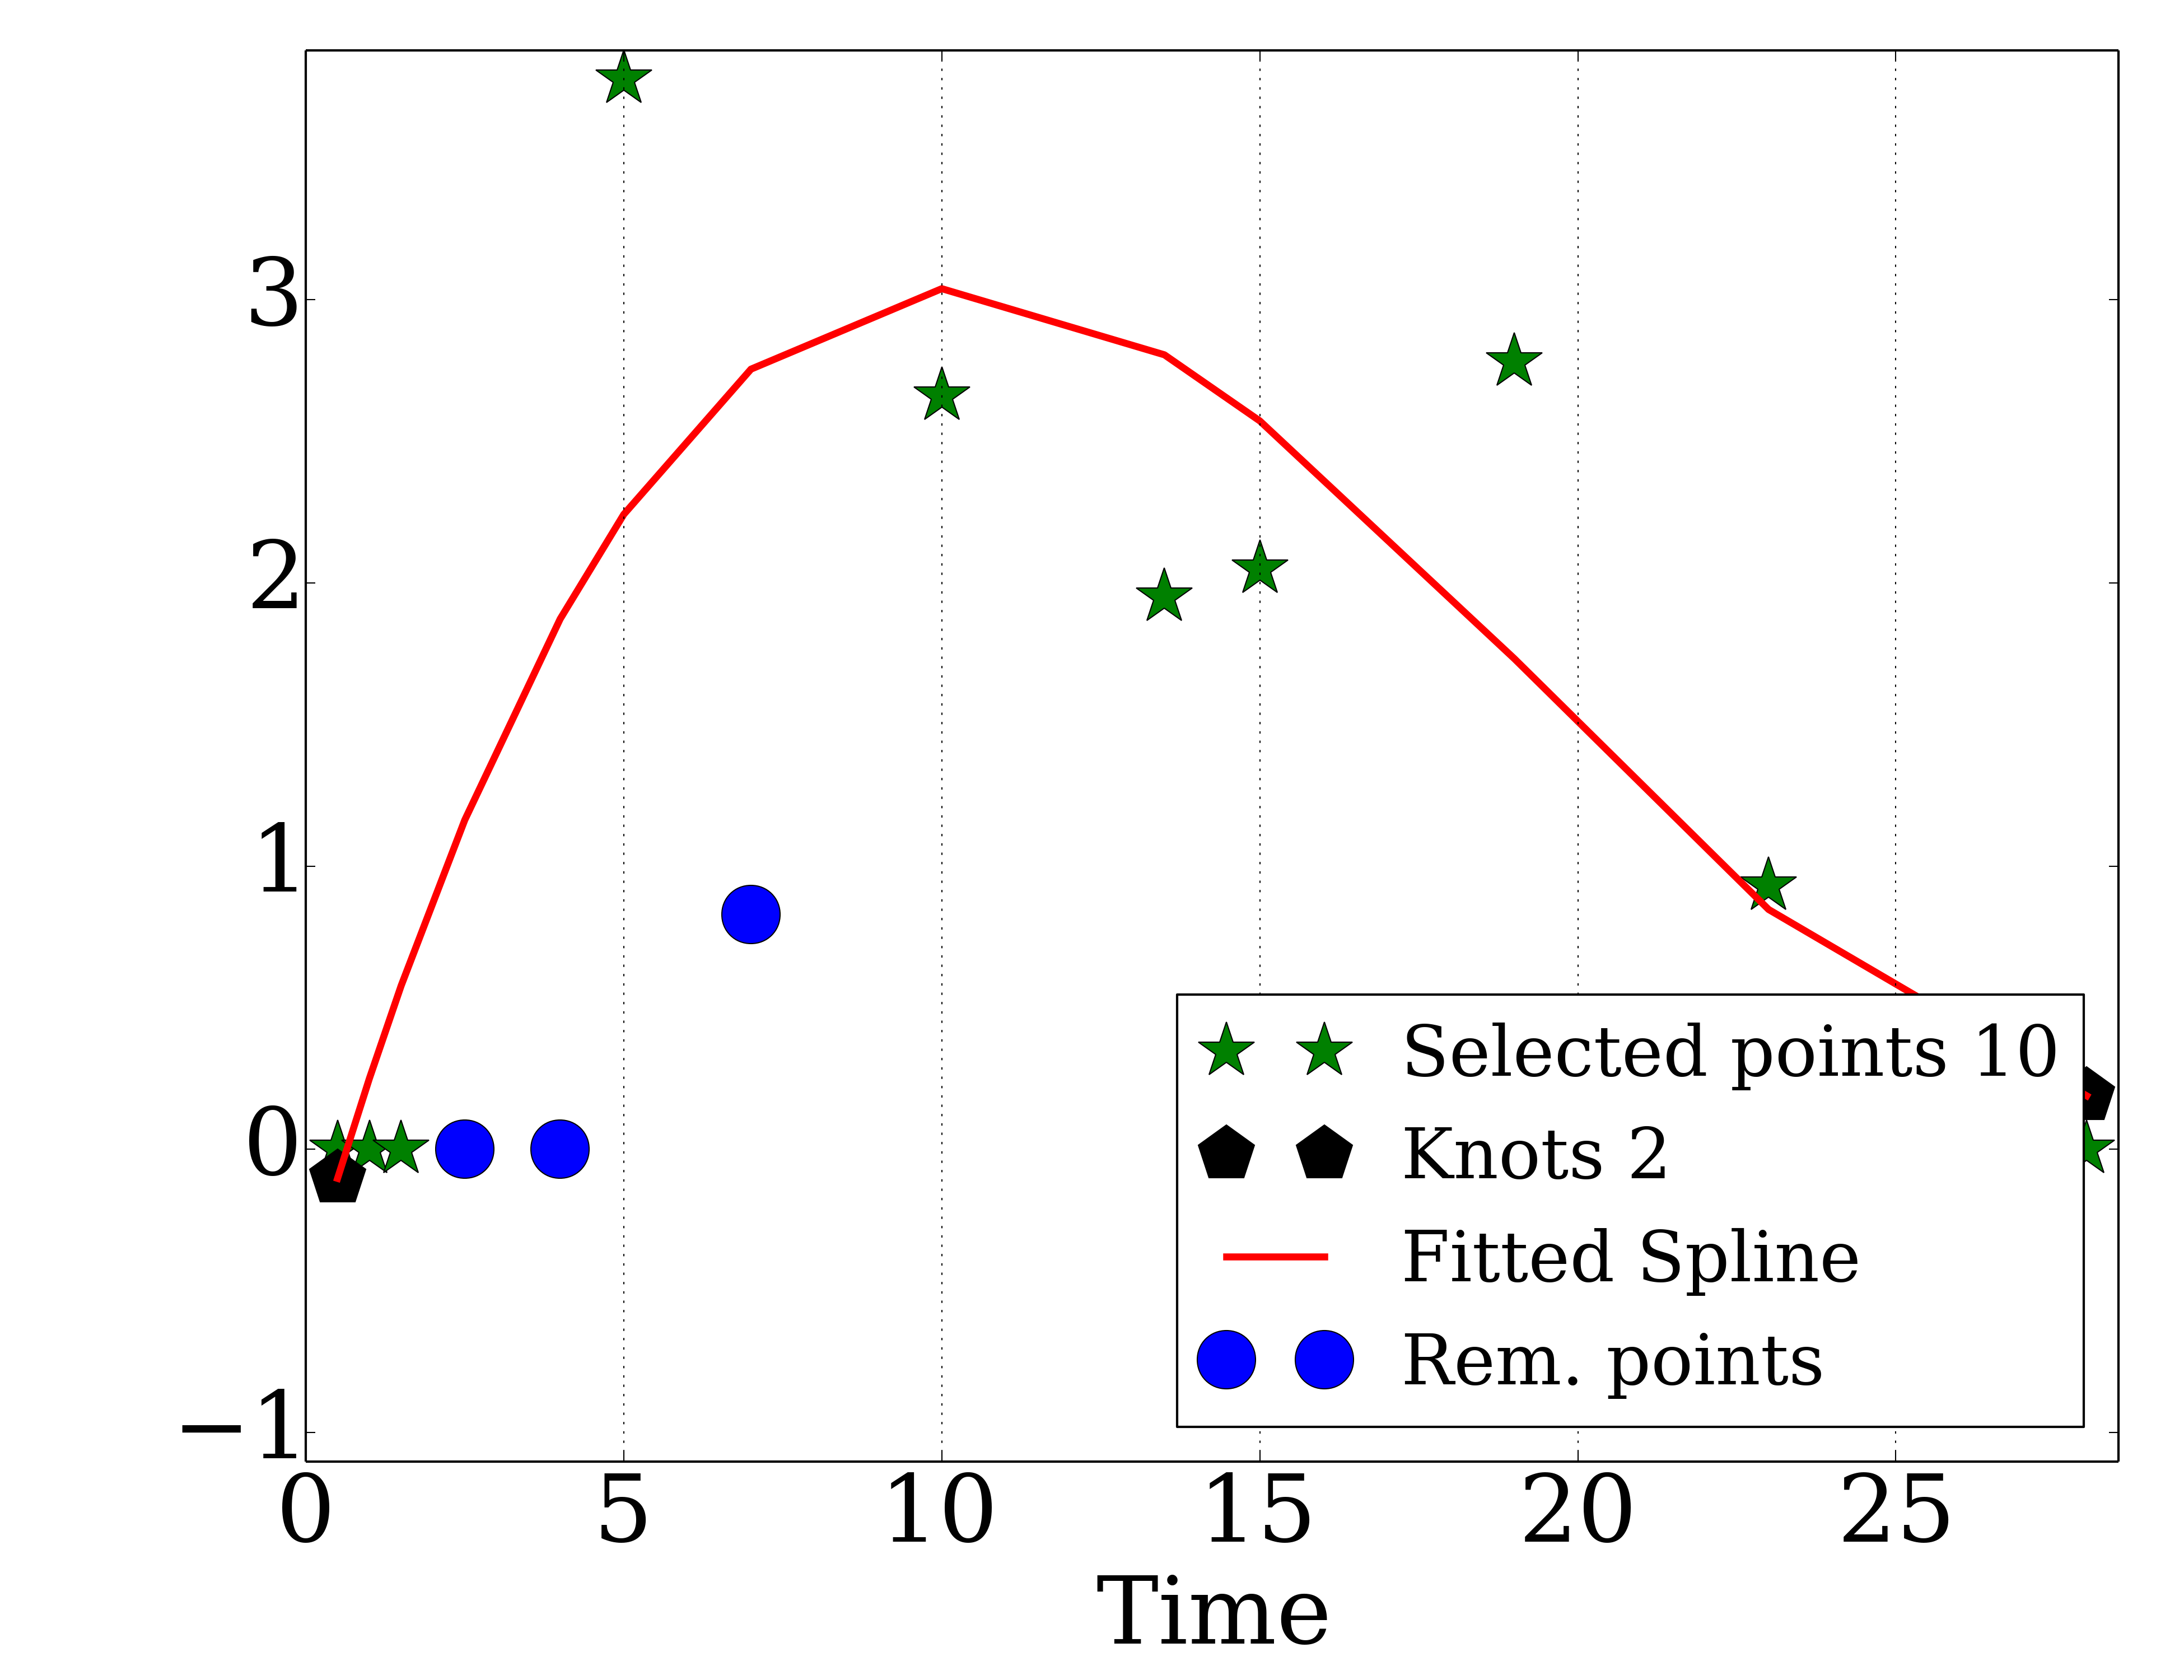 3
2
1
0
−1
0 5 10 15 20 25
Time
Selected points 10
Knots 2
Fitted Spline
Rem. points